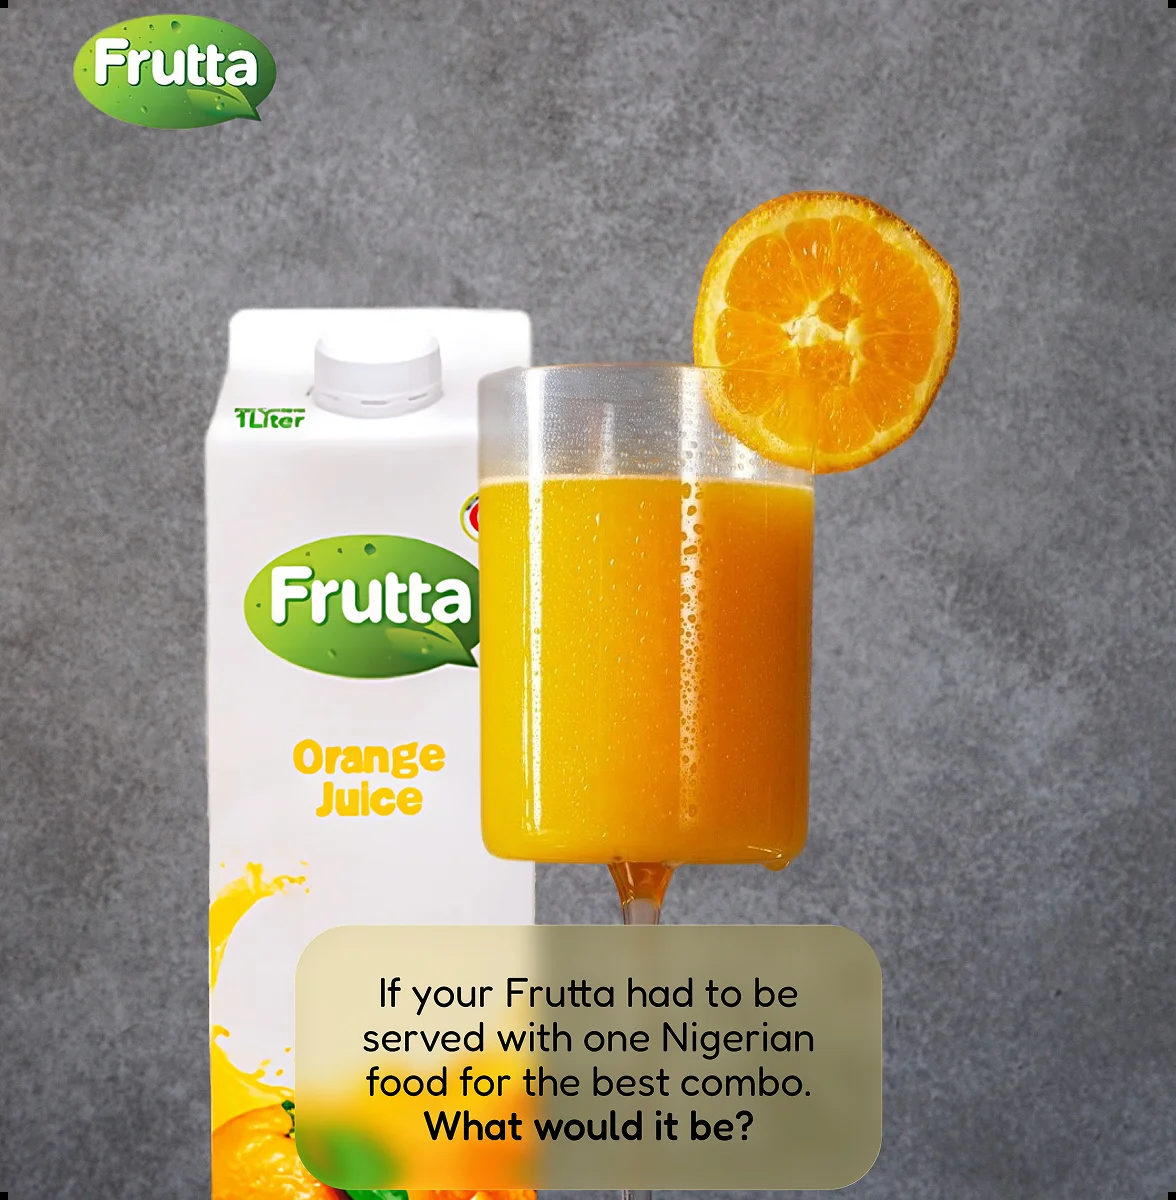 Frutta
1Liter
Frutta
Orange
Juice
If your Frutta had to be
served with one Nigerian
food for the best combo.
What would it be?